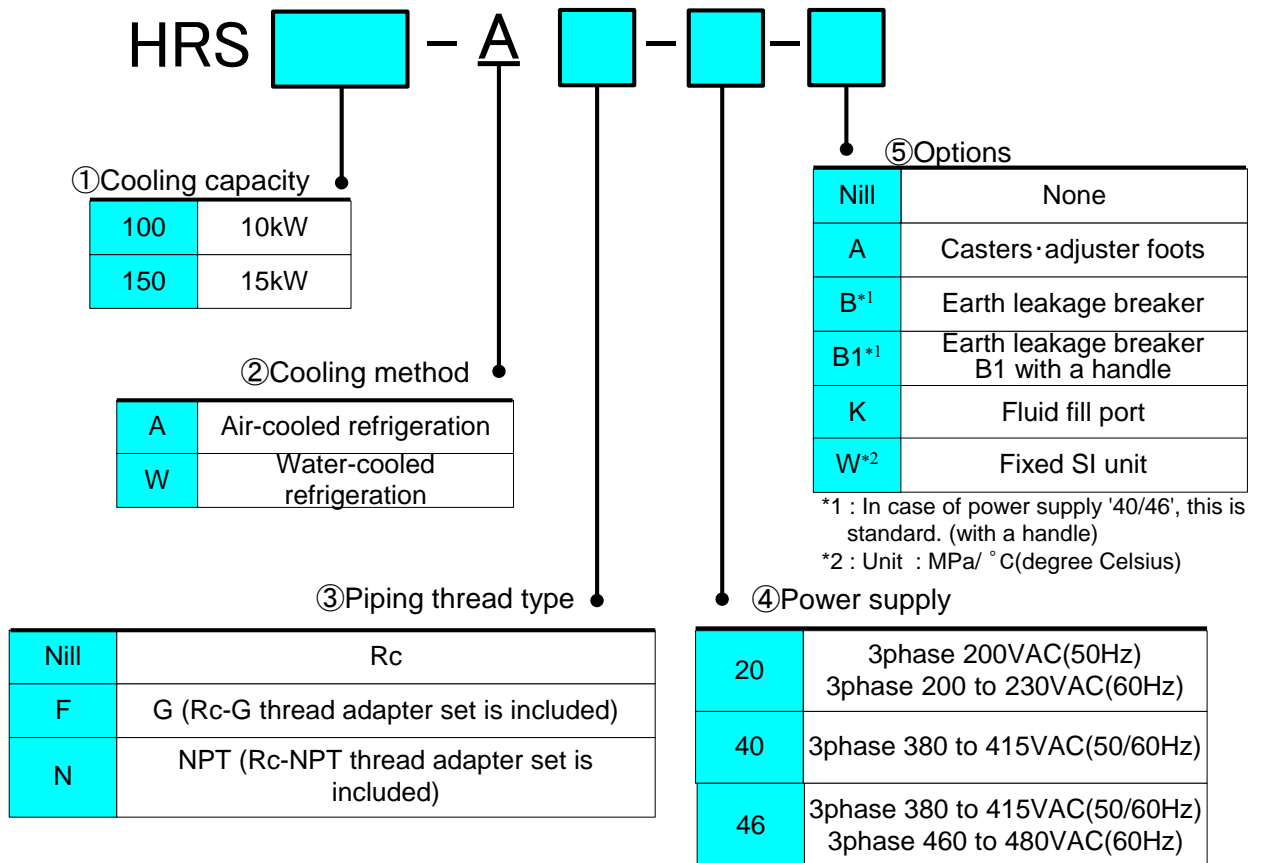 HRS - A - -
①Cooling capacity
100 10kW
150 15kW
②Cooling method
A Air-cooled refrigeration
W Water-cooled
refrigeration
③Piping thread type
Nill Rc
F G (Rc-G thread adapter set is included)
N NPT (Rc-NPT thread adapter set is
included)
④Power supply
20 3phase 200VAC(50Hz)
3phase 200 to 230VAC(60Hz)
40 3phase 380 to 415VAC(50/60Hz)
46 3phase 380 to 415VAC(50/60Hz)
3phase 460 to 480VAC(60Hz)
⑤Options
Nill None
A Casters･adjuster foots
B*1 Earth leakage breaker
B1*1 Earth leakage breaker
B1 with a handle
K Fluid fill port
W*2 Fixed SI unit
*1 : In case of power supply '40/46', this is
standard. (with a handle)
*2 : Unit : MPa/ °C(degree Celsius)